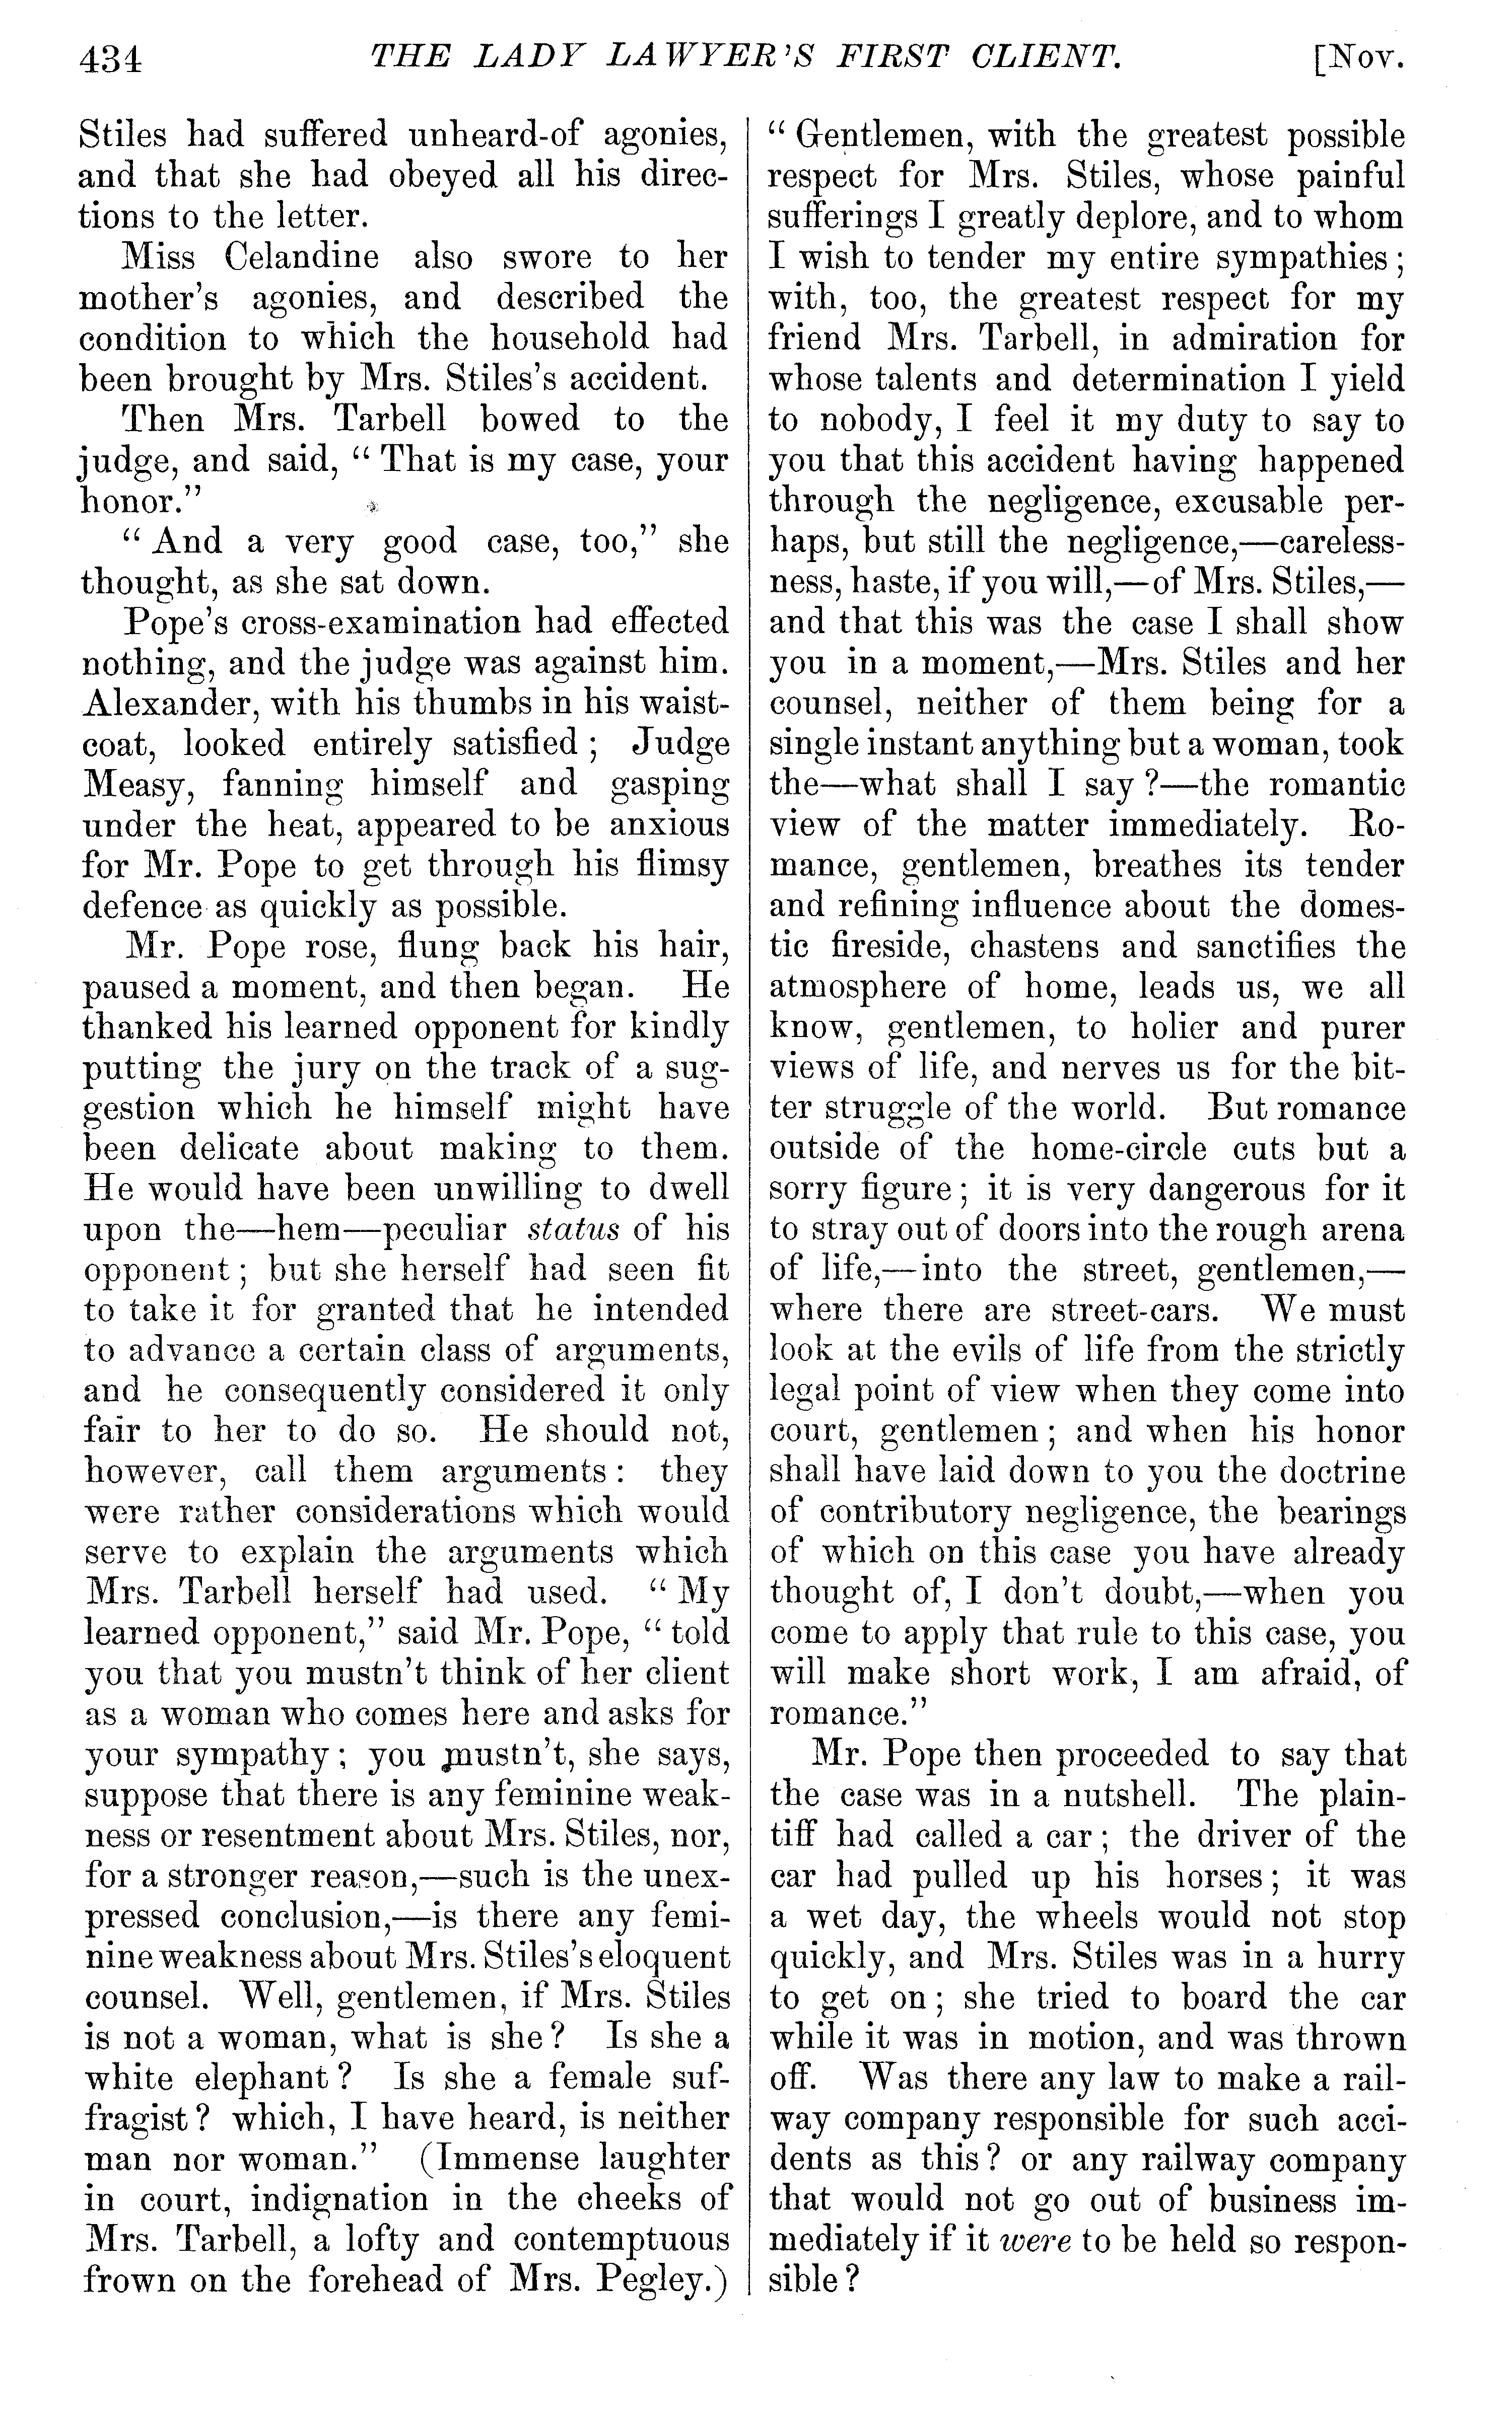 434 THE LADY LAWYER'S FIRST CLIENT. [Nov.
Stiles had suffered unheard-of agonies,
and that she had obeyed all his direc-
tions to the letter.
Miss Celandine also swore to her
mother's agonies, and described the
condition to which the household had
been brought by Mrs. Stiles's accident.
Then Mrs. Tarbell bowed to the
judge, and said, “ That is my case, your
honor.”
“ And a very good case, too,” she
thought, as she sat down.
Pope's cross-examination had effected
nothing, and the judge was against him.
Alexander, with his thumbs in his waist-
coat, looked entirely satisfied ; Judge
Measy, fanning himself and gasping
under the heat, appeared to be anxious
for Mr. Pope to get through his flimsy
defence as quickly as possible.
Mr. Pope rose, flung back his hair,
paused a moment, and then began. He
thanked his learned opponent for kindly
putting the jury on the track of a sug-
gestion which he himself might have
been delicate about making to them.
He would have been unwilling to dwell
upon the—hem—peculiar status of his
opponent ; but she herself had seen fit
to take it for granted that he intended
to advance a certain class of arguments,
and he consequently considered it only
fair to her to do so. He should not,
however, call them arguments : they
were rather considerations which would
serve to explain the arguments which
Mrs. Tarbell herself had used. “ My
learned opponent,” said Mr. Pope, “ told
you that you mustn't think of her client
as a woman who comes here and asks for
your sympathy ; you mustn't, she says,
suppose that there is any feminine weak-
ness or resentment about Mrs. Stiles, nor,
for a stronger reason,—such is the unex-
pressed conclusion,—is there any femi-
nine weakness about Mrs. Stiles's eloquent
counsel. Well, gentlemen, if Mrs. Stiles
is not a woman, what is she ? Is she a
white elephant ? Is she a female suf-
fragist ? which, I have heard, is neither
man nor woman.” (Immense laughter
in court, indignation in the cheeks of
Mrs. Tarbell, a lofty and contemptuous
frown on the forehead of Mrs. Pegley.)
“ Gentlemen, with the greatest possible
respect for Mrs. Stiles, whose painful
sufferings I greatly deplore, and to whom
I wish to tender my entire sympathies ;
with, too, the greatest respect for my
friend Mrs. Tarbell, in admiration for
whose talents and determination I yield
to nobody, I feel it my duty to say to
you that this accident having happened
through the negligence, excusable per-
haps, but still the negligence,—careless-
ness, haste, if you will,—of Mrs. Stiles,—
and that this was the case I shall show
you in a moment,—Mrs. Stiles and her
counsel, neither of them being for a
single instant anything but a woman, took
the—what shall I say ?—the romantic
view of the matter immediately. Ro-
mance, gentlemen, breathes its tender
and refining influence about the domes-
tic fireside, chastens and sanctifies the
atmosphere of home, leads us, we all
know, gentlemen, to holier and purer
views of life, and nerves us for the bit-
ter struggle of the world. But romance
outside of the home-circle cuts but a
sorry figure ; it is very dangerous for it
to stray out of doors into the rough arena
of life,—into the street, gentlemen,—
where there are street-cars. We must
look at the evils of life from the strictly
legal point of view when they come into
court, gentlemen ; and when his honor
shall have laid down to you the doctrine
of contributory negligence, the bearings
of which on this case you have already
thought of, I don't doubt,—when you
come to apply that rule to this case, you
will make short work, I am afraid, of
romance.”
Mr. Pope then proceeded to say that
the case was in a nutshell. The plain-
tiff had called a car ; the driver of the
car had pulled up his horses ; it was
a wet day, the wheels would not stop
quickly, and Mrs. Stiles was in a hurry
to get on ; she tried to board the car
while it was in motion, and was thrown
off. Was there any law to make a rail-
way company responsible for such acci-
dents as this ? or any railway company
that would not go out of business im-
mediately if it were to be held so respon-
sible ?